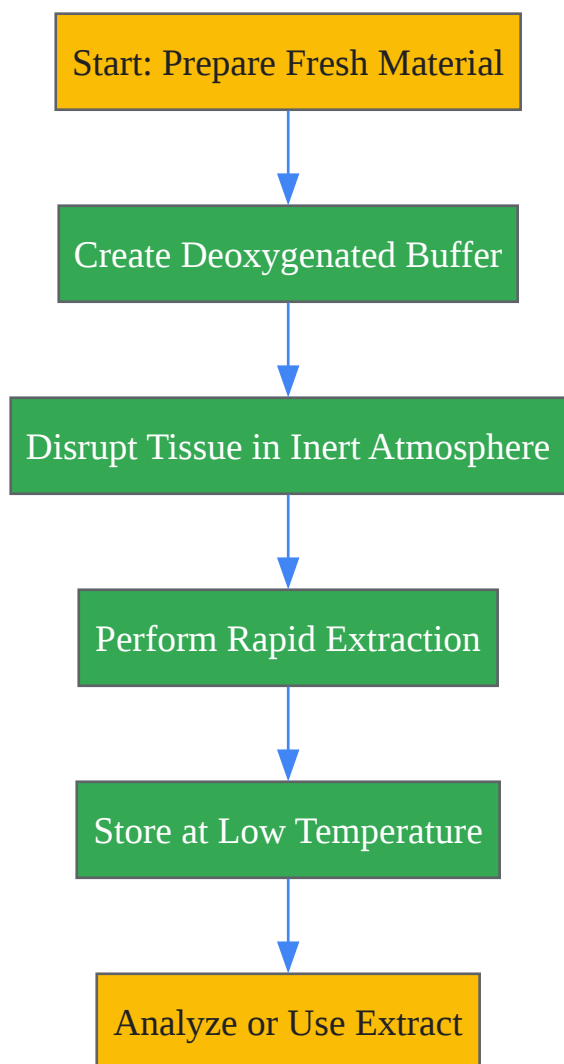 Start: Prepare Fresh Material
Create Deoxygenated Buffer
Disrupt Tissue in Inert Atmosphere
Perform Rapid Extraction
Store at Low Temperature
Analyze or Use Extract